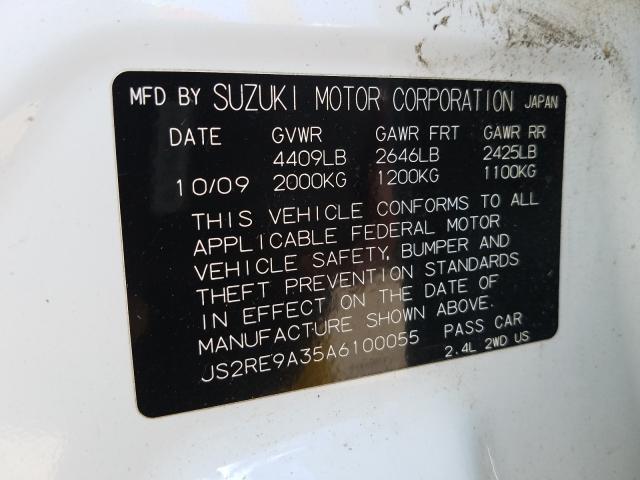 MFD BY SUZUKI MOTOR CORPORATION JAPAN
DATE GVWR GAWR FRT GAWR RR
4409LB 2646LB 2425LB
10/09 2000KG 1200KG 1100KG
THIS VEHICLE CONFORMS TO ALL
APPLICABLE FEDERAL MOTOR
VEHICLE SAFETY, BUMPER AND
THEFT PREVENTION STANDARDS
IN EFFECT ON THE DATE OF
MANUFACTURE SHOWN ABOVE.
JS2RE9A35A6100055 PASS CAR
2.4L 2WD US